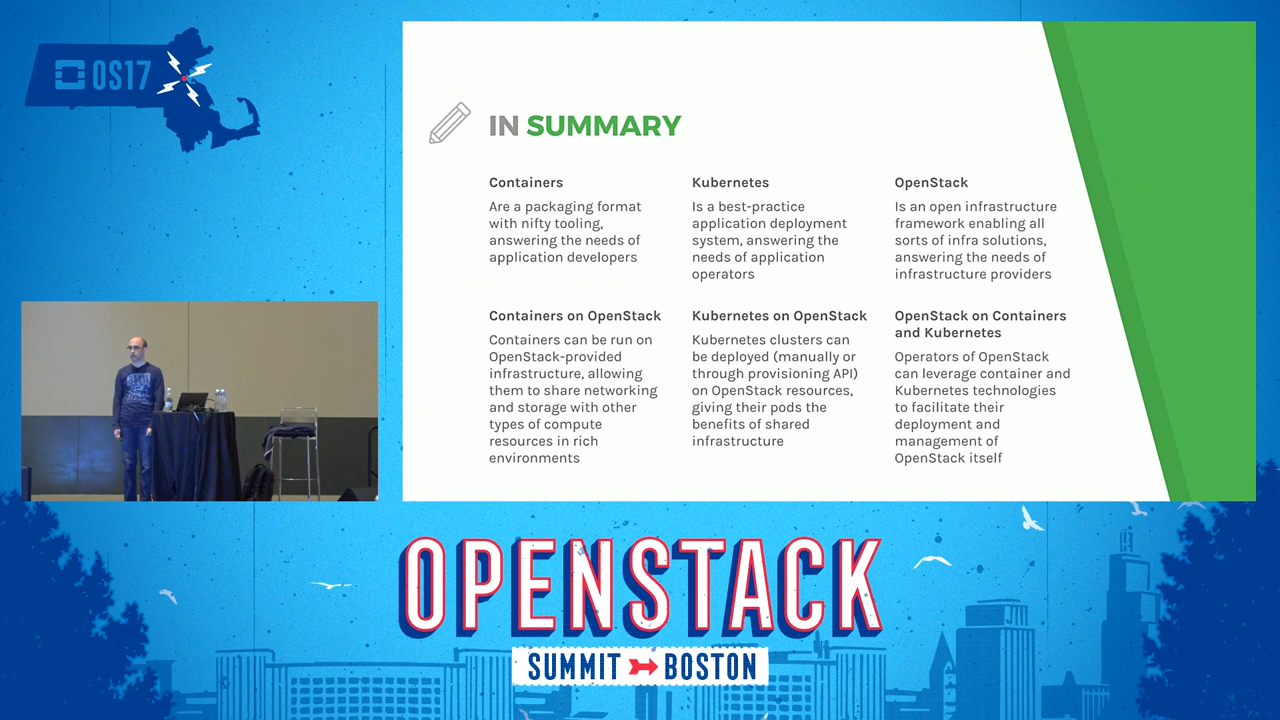 OS17
IN SUMMARY
Containers
Are a packaging format
with nifty tooling,
answering the needs of
application developers
Kubernetes
Is a best-practice
application deployment
system, answering the
needs of application
operators
OpenStack
Is an open infrastructure
framework enabling all
sorts of infra solutions,
answering the needs of
infrastructure providers
Containers on OpenStack
Containers can be run on
OpenStack-provided
infrastructure, allowing
them to share networking
and storage with other
types of compute
resources in rich
environments
Kubernetes on OpenStack
Kubernetes clusters can
be deployed (manually or
through provisioning API)
on OpenStack resources,
giving their pods the
benefits of shared
infrastructure
OpenStack on Containers
and Kubernetes
Operators of OpenStack
can leverage container and
Kubernetes technologies
to facilitate their
deployment and
management of
OpenStack itself
OPENSTACK
SUMMIT BOSTON